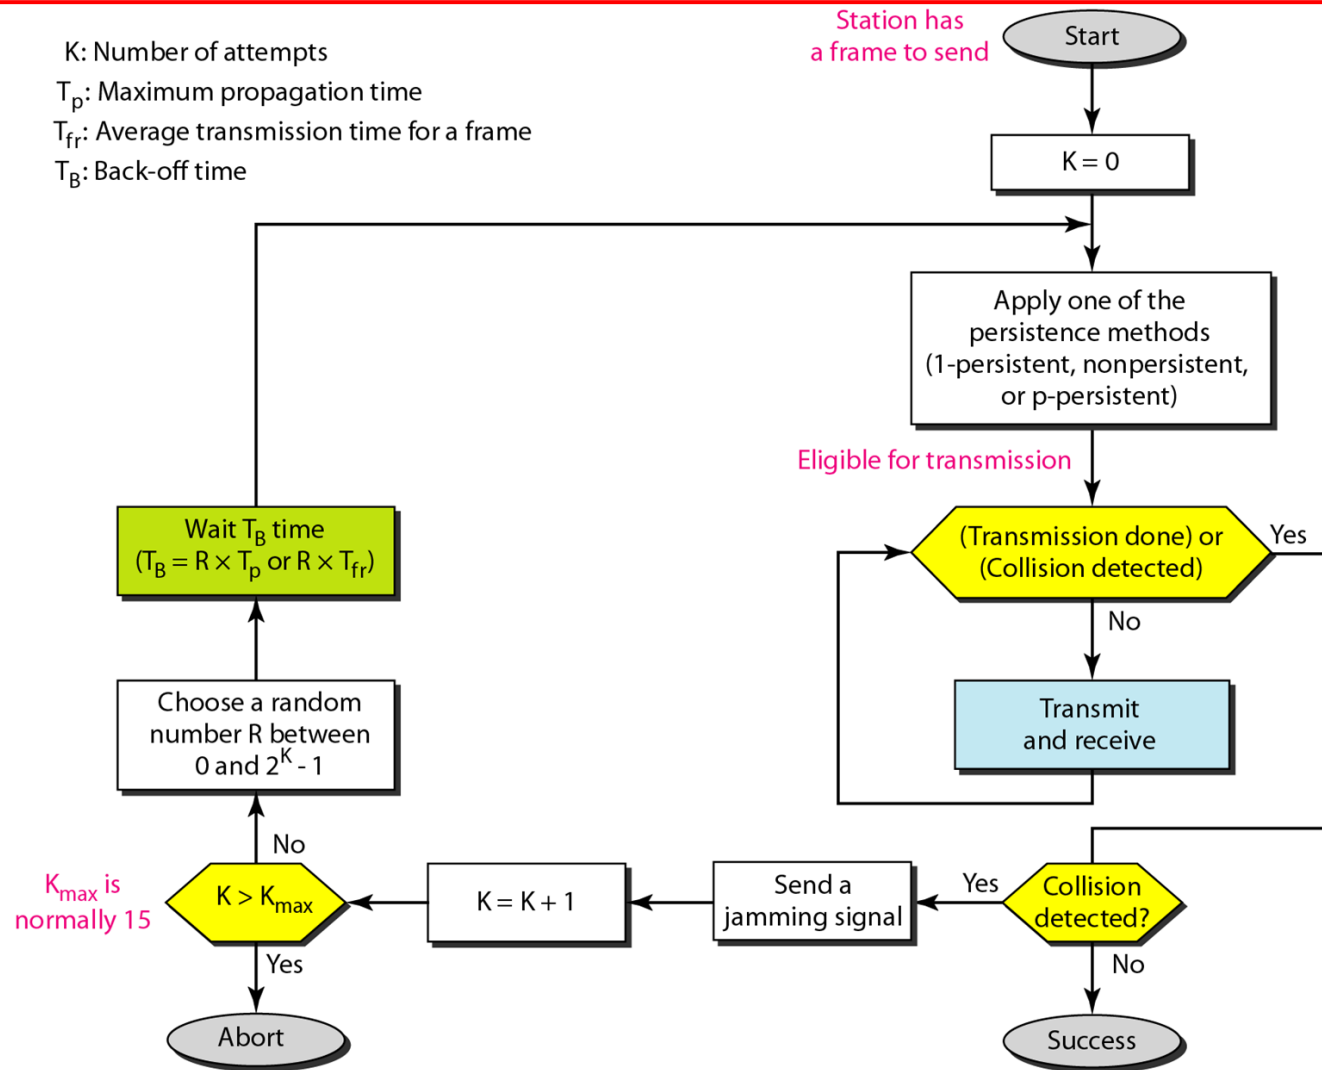 Station has
a frame to send
Start
K: Number of attempts
Tp: Maximum propagation time
Tfr: Average transmission time for a frame
TB: Back-off time
K = 0
Apply one of the
persistence methods
(1-persistent, nonpersistent,
or p-persistent)
Eligible for transmission
(Transmission done) or
(Collision detected)
Yes
No
Transmit
and receive
Wait TB time
(TB = R × Tp or R × Tfr)
Choose a random
number R between
0 and 2^K - 1
No
Kmax is
normally 15
K > Kmax
K = K + 1
Send a
jamming signal
Yes
Collision
detected?
Yes
No
Abort
Success